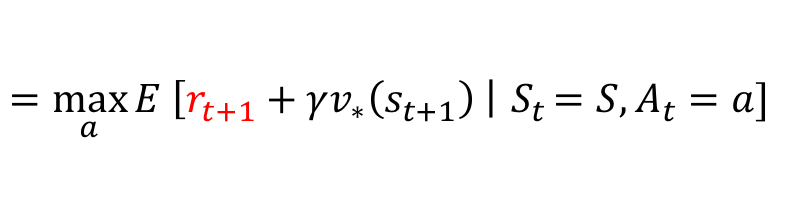 = max_a E [r_{t+1} + γv_*(s_{t+1}) | S_t = S, A_t = a]